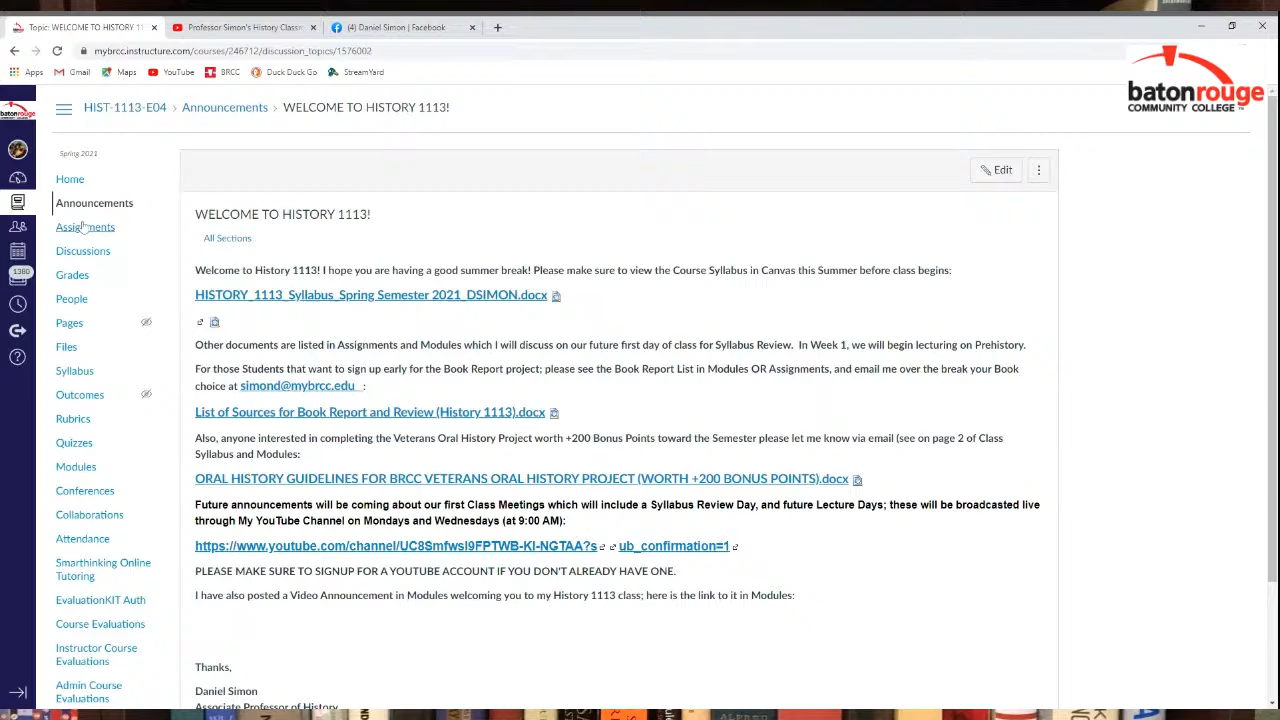 Topic: WELCOME TO HISTORY 11
Professor Simon's History Class
(4) Daniel Simon | Facebook
mybrcc.instructure.com/courses/246712/discussion_topics/1576002
Apps Gmail Maps YouTube BRCC Duck Duck Go StreamYard
batonrouge
COMMUNITY COLLEGE
HIST-1113-E04 › Announcements › WELCOME TO HISTORY 1113!
Spring 2021
Home
Announcements
Assignments
Discussions
Grades
People
Pages
Files
Syllabus
Outcomes
Rubrics
Quizzes
Modules
Conferences
Collaborations
Attendance
Smarthinking Online
Tutoring
EvaluationKIT Auth
Course Evaluations
Instructor Course
Evaluations
Admin Course
Evaluations
1380
Edit
WELCOME TO HISTORY 1113!
All Sections
Welcome to History 1113! I hope you are having a good summer break! Please make sure to view the Course Syllabus in Canvas this Summer before class begins:
HISTORY_1113_Syllabus_Spring Semester 2021_DSIMON.docx
Other documents are listed in Assignments and Modules which I will discuss on our future first day of class for Syllabus Review.  In Week 1, we will begin lecturing on Prehistory.
For those Students that want to sign up early for the Book Report project; please see the Book Report List in Modules OR Assignments, and email me over the break your Book
choice at simond@mybrcc.edu  :
List of Sources for Book Report and Review (History 1113).docx
Also, anyone interested in completing the Veterans Oral History Project worth +200 Bonus Points toward the Semester please let me know via email (see on page 2 of Class
Syllabus and Modules:
ORAL HISTORY GUIDELINES FOR BRCC VETERANS ORAL HISTORY PROJECT (WORTH +200 BONUS POINTS).docx
Future announcements will be coming about our first Class Meetings which will include a Syllabus Review Day, and future Lecture Days; these will be broadcasted live
through My YouTube Channel on Mondays and Wednesdays (at 9:00 AM):
https://www.youtube.com/channel/UC8Smfwsl9FPTWB-KI-NGTAA?s ub_confirmation=1
PLEASE MAKE SURE TO SIGNUP FOR A YOUTUBE ACCOUNT IF YOU DON'T ALREADY HAVE ONE.
I have also posted a Video Announcement in Modules welcoming you to my History 1113 class; here is the link to it in Modules:
Thanks,
Daniel Simon
Associate Professor of History